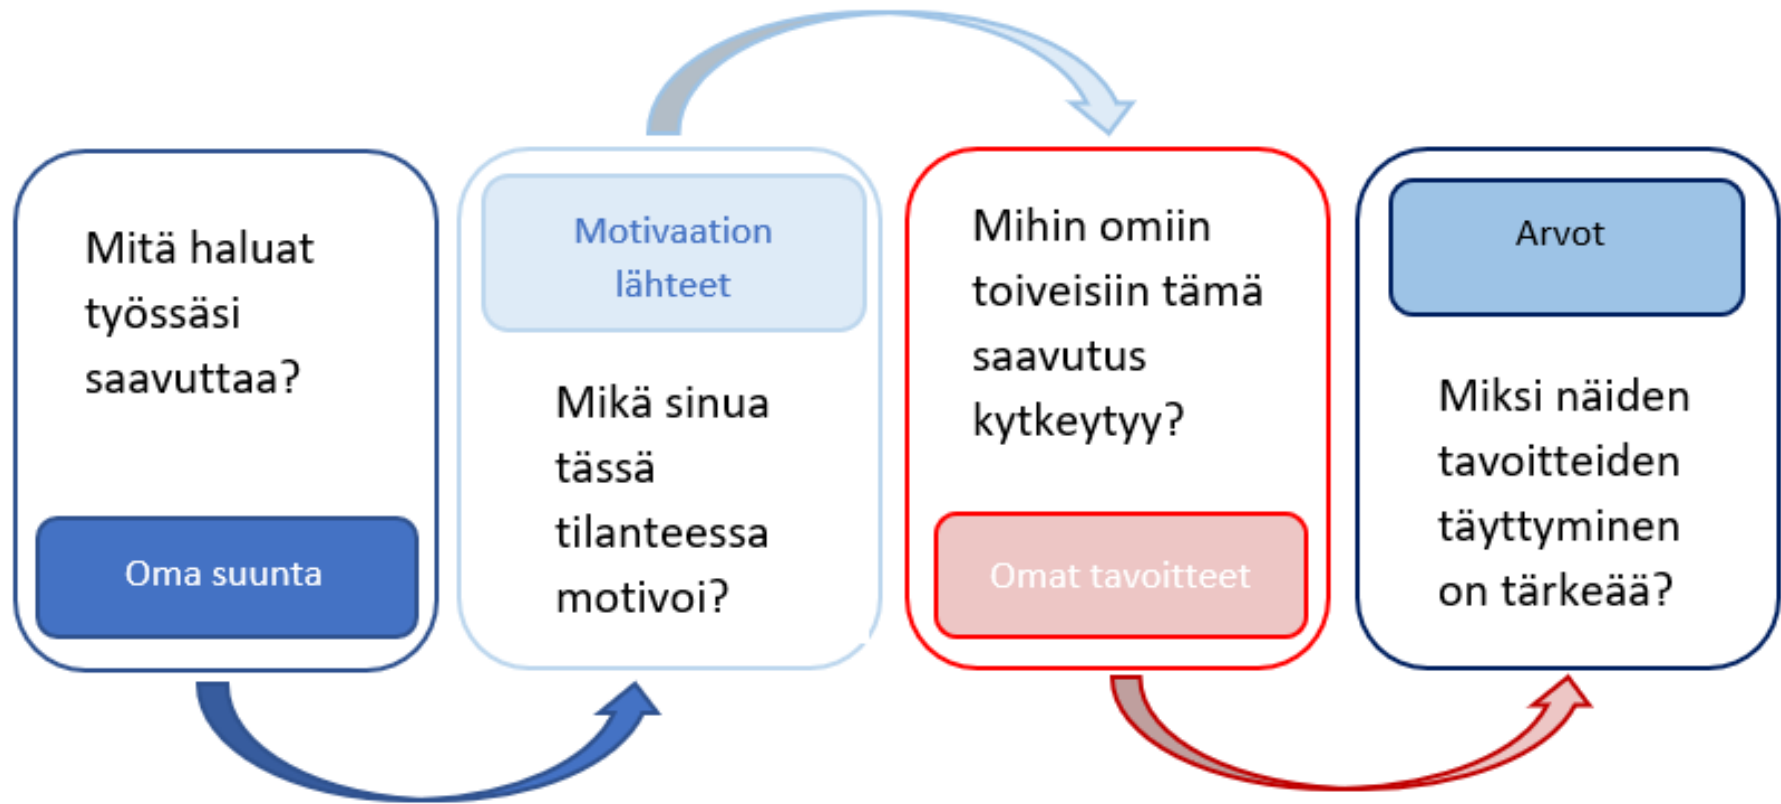 Mitä haluat
työssäsi
saavuttaa?
Oma suunta
Motivaation
lähteet
Mikä sinua
tässä
tilanteessa
motivoi?
Mihin omiin
toiveisiin tämä
saavutus
kytkeytyy?
Omat tavoitteet
Arvot
Miksi näiden
tavoitteiden
täyttyminen
on tärkeää?